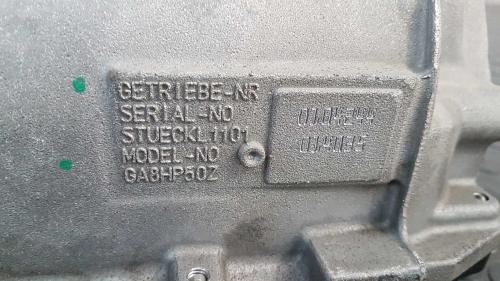 GETRIEBE-NR
SERIAL-NO
STUECKL1101
MODEL-NO
GA8HP50Z